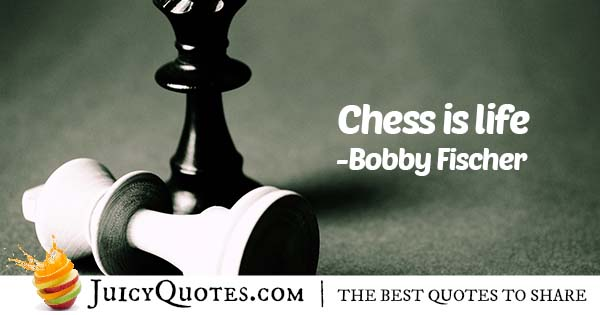 Chess is life
-Bobby Fischer
JUICYQUOTES.COM | THE BEST QUOTES TO SHARE